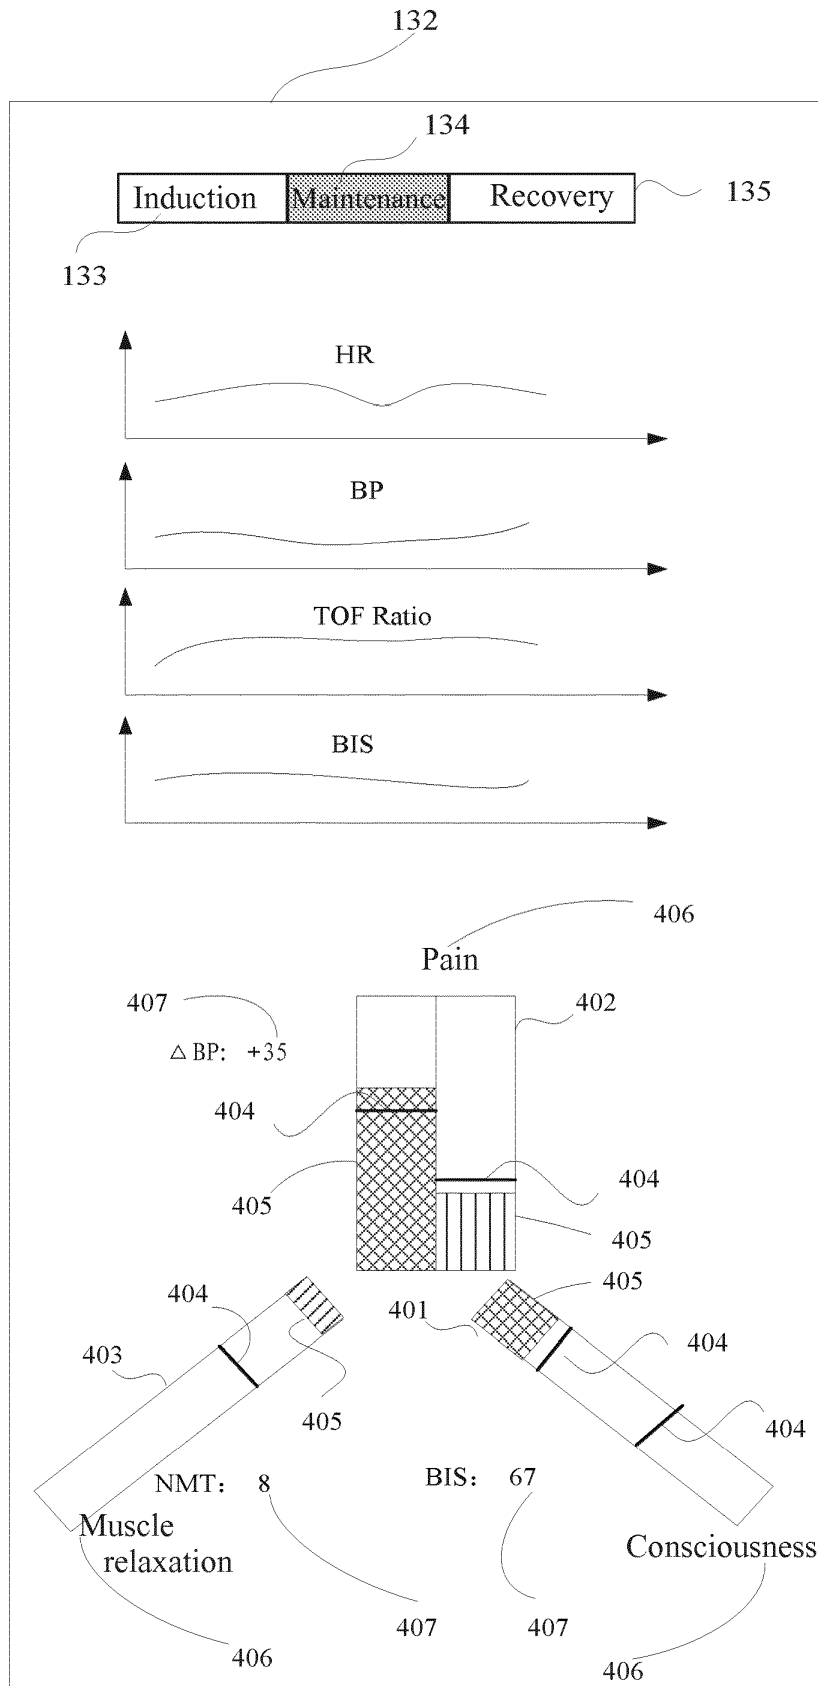 132
134
Induction Maintenance Recovery 135
133
HR
BP
TOF Ratio
BIS
406
Pain
407 402
△ BP: +35
404
404
405
405
405
404 401
404
403
405 404
NMT: 8 BIS: 67
Muscle
relaxation Consciousness
407 407
406 406